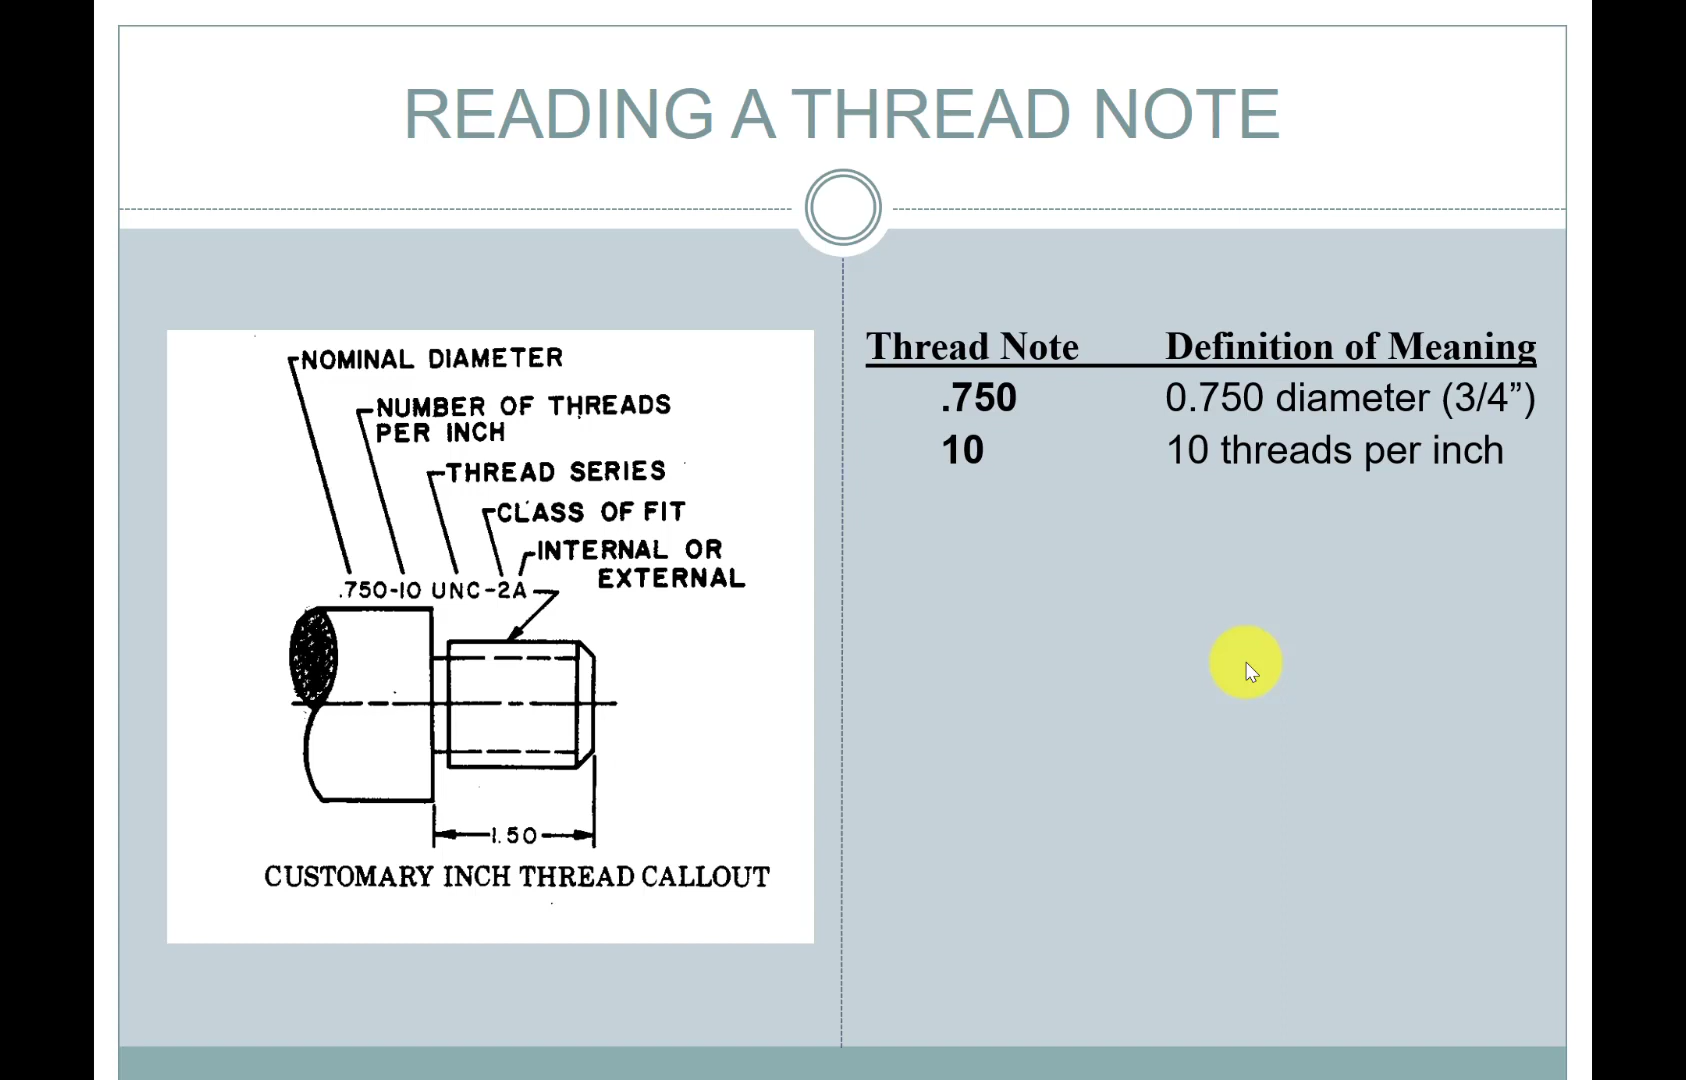 READING A THREAD NOTE
NOMINAL DIAMETER
NUMBER OF THREADS
PER INCH
THREAD SERIES
CLASS OF FIT
INTERNAL OR
EXTERNAL
.750-10 UNC-2A
1.50
CUSTOMARY INCH THREAD CALLOUT
Thread Note Definition of Meaning
.750 0.750 diameter (3/4”)
10 10 threads per inch